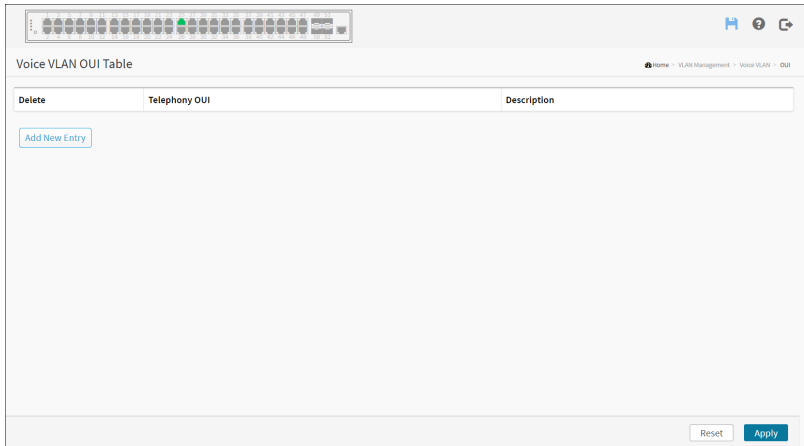 Voice VLAN OUI Table
Home > VLAN Management > Voice VLAN > OUI
Delete Telephony OUI Description
Add New Entry
Reset Apply